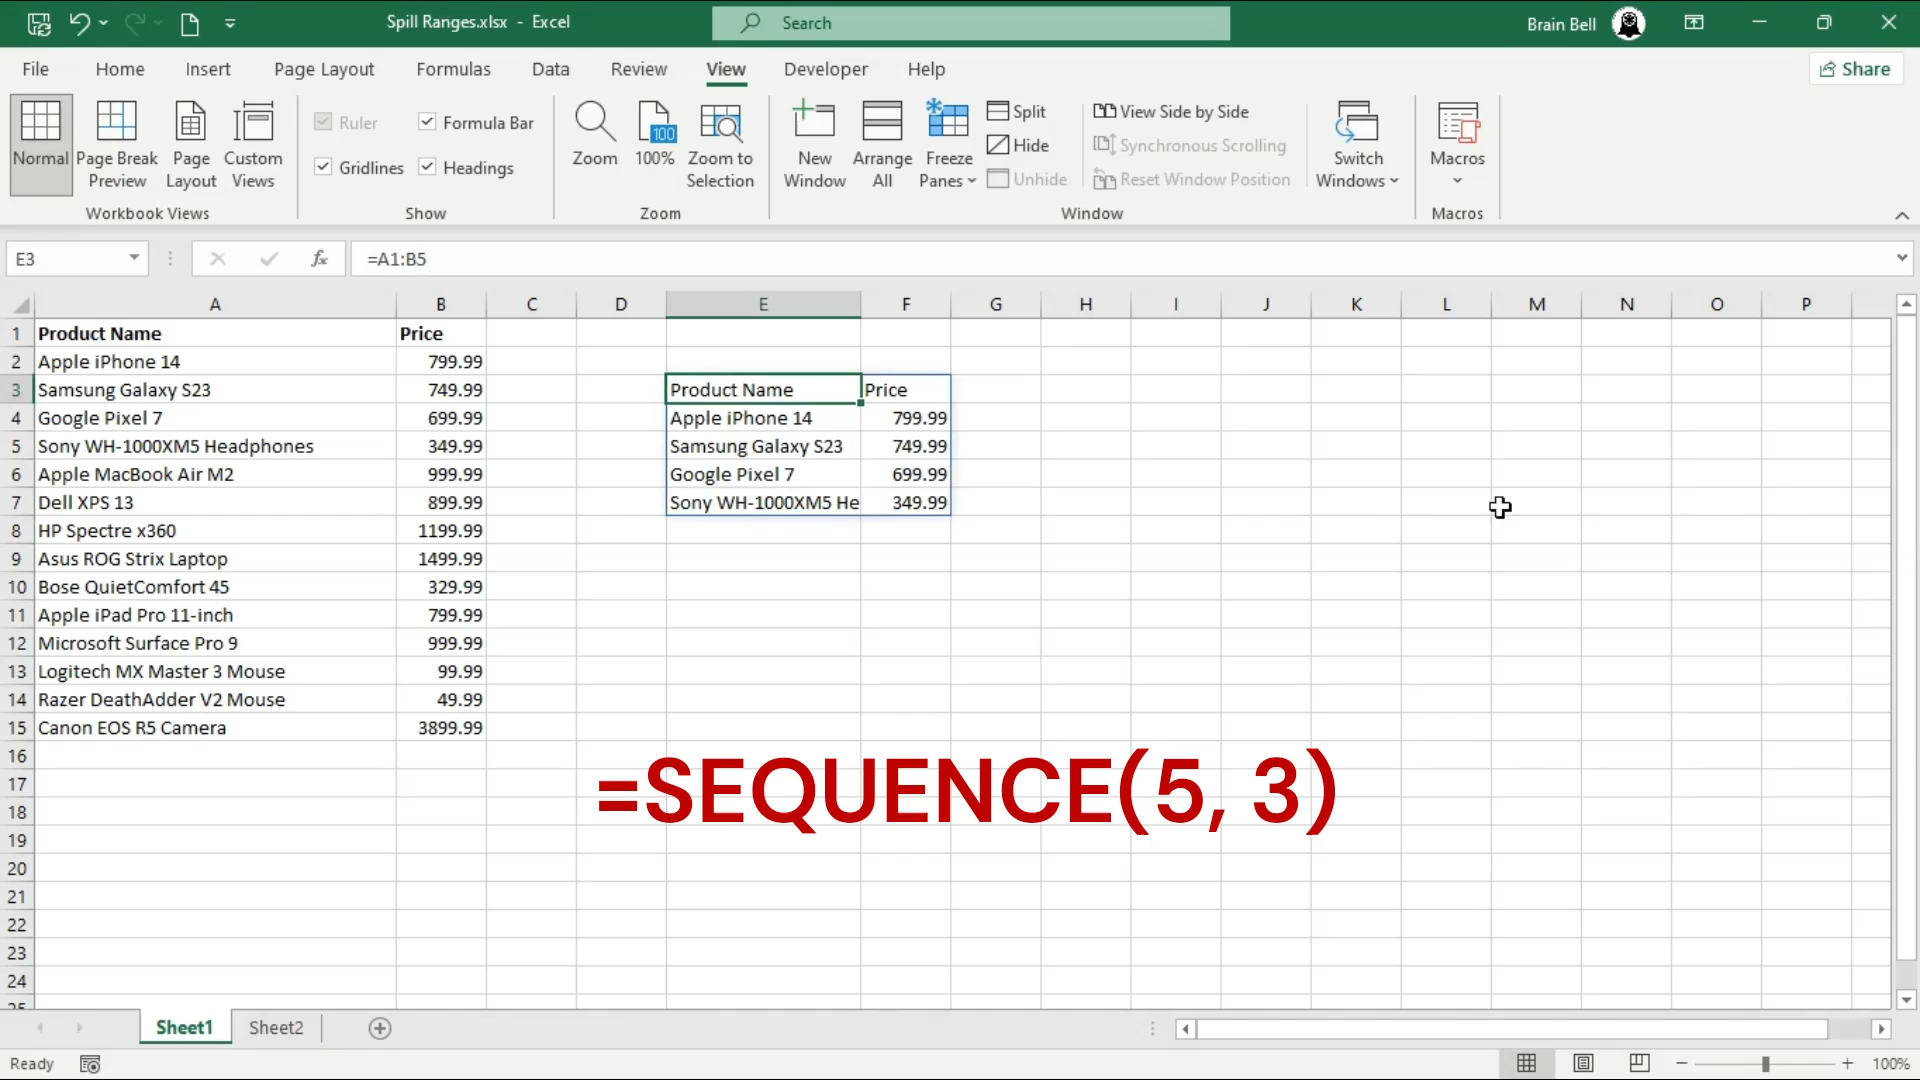 Spill Ranges.xlsx - Excel
Search
Brain Bell
File Home Insert Page Layout Formulas Data Review View Developer Help
Share
Normal
Page Break Preview
Page Layout
Custom Views
Workbook Views
Ruler
Formula Bar
Gridlines
Headings
Show
Zoom
100
100%
Zoom to Selection
Zoom
New Window
Arrange All
Freeze Panes
Split
Hide
Unhide
View Side by Side
Synchronous Scrolling
Reset Window Position
Switch Windows
Window
Macros
Macros
E3
fx
=A1:B5
A B C D E F G H I J K L M N O P
1 Product Name Price
2 Apple iPhone 14 799.99
3 Samsung Galaxy S23 749.99 Product Name Price
4 Google Pixel 7 699.99 Apple iPhone 14 799.99
5 Sony WH-1000XM5 Headphones 349.99 Samsung Galaxy S23 749.99
6 Apple MacBook Air M2 999.99 Google Pixel 7 699.99
7 Dell XPS 13 899.99 Sony WH-1000XM5 He 349.99
8 HP Spectre x360 1199.99
9 Asus ROG Strix Laptop 1499.99
10 Bose QuietComfort 45 329.99
11 Apple iPad Pro 11-inch 799.99
12 Microsoft Surface Pro 9 999.99
13 Logitech MX Master 3 Mouse 99.99
14 Razer DeathAdder V2 Mouse 49.99
15 Canon EOS R5 Camera 3899.99
16
17
=SEQUENCE(5, 3)
18
19
20
21
22
23
24
25
Sheet1 Sheet2
Ready
100%